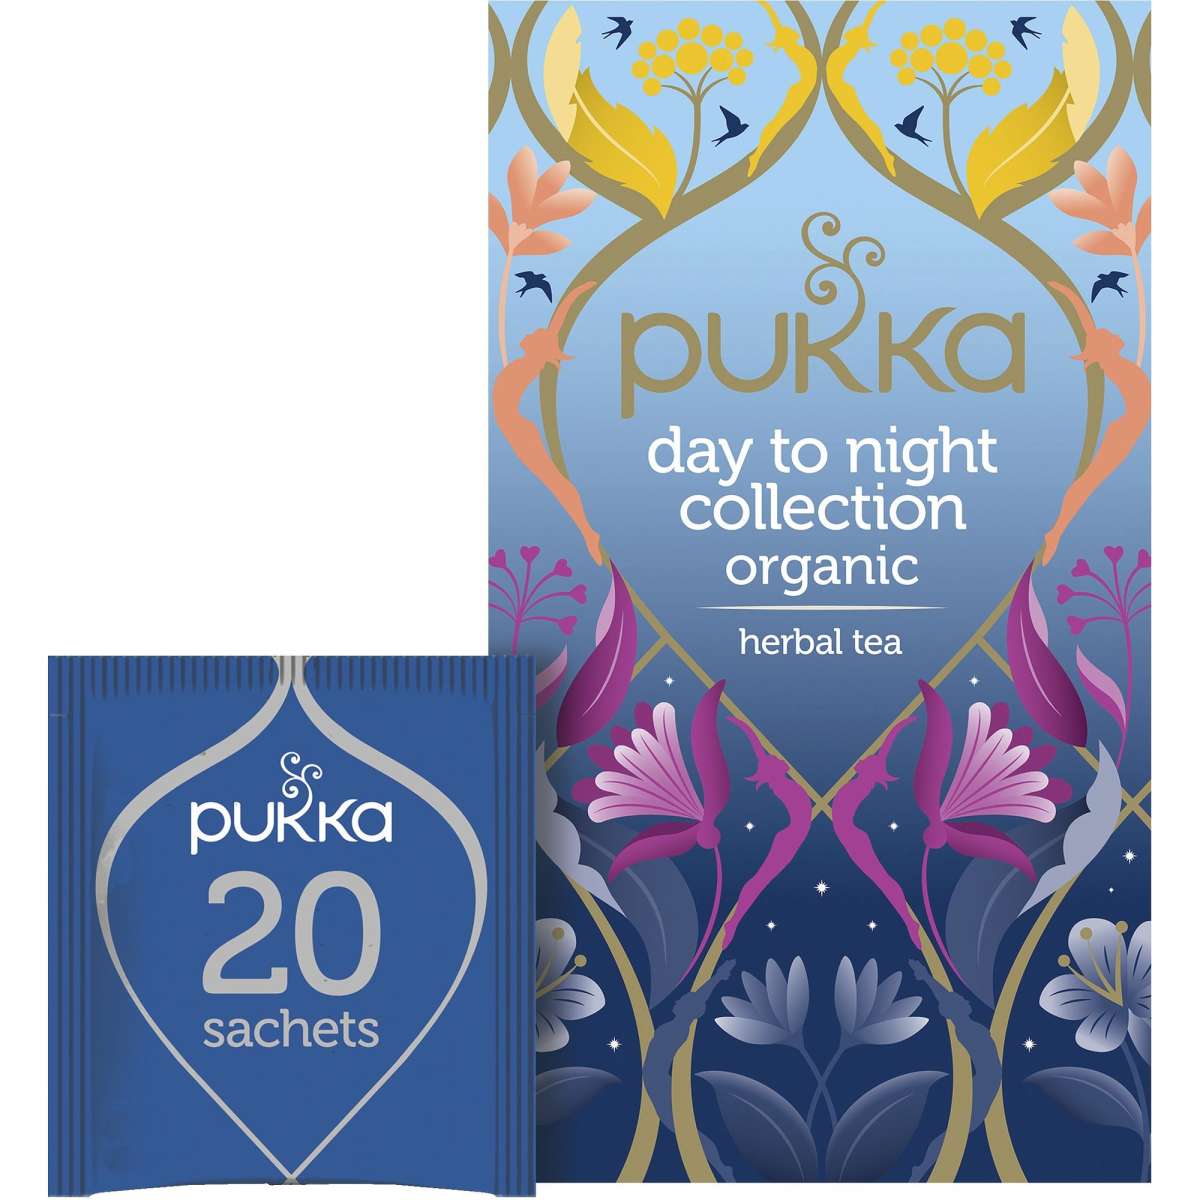 pukka
day to night
collection
organic
herbal tea
pukka
20
sachets